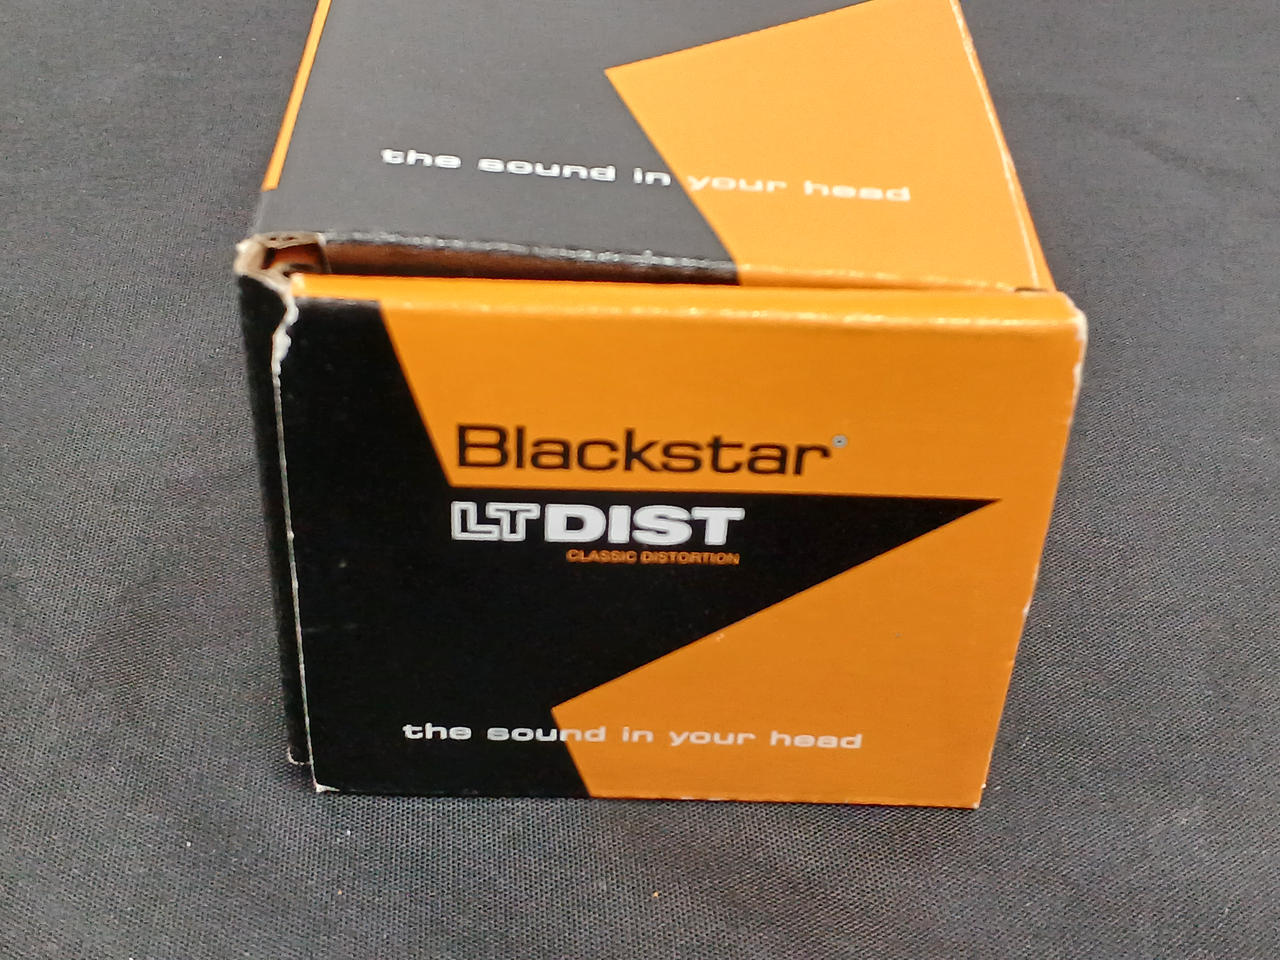 the sound in your head
Blackstar®
LT DIST
CLASSIC DISTORTION
the sound in your head